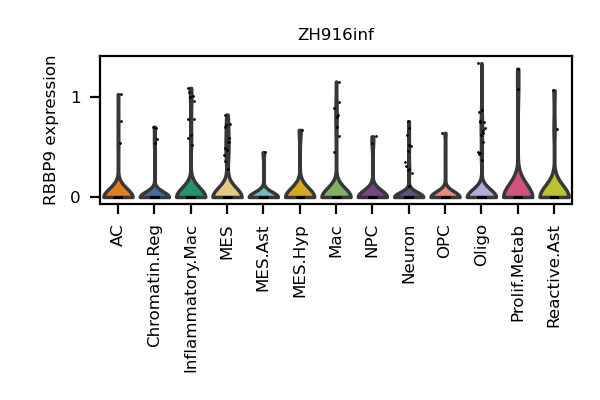 ZH916inf
RBBP9 expression
1
0
AC
Chromatin.Reg
Inflammatory.Mac
MES
MES.Ast
MES.Hyp
Mac
NPC
Neuron
OPC
Oligo
Prolif.Metab
Reactive.Ast